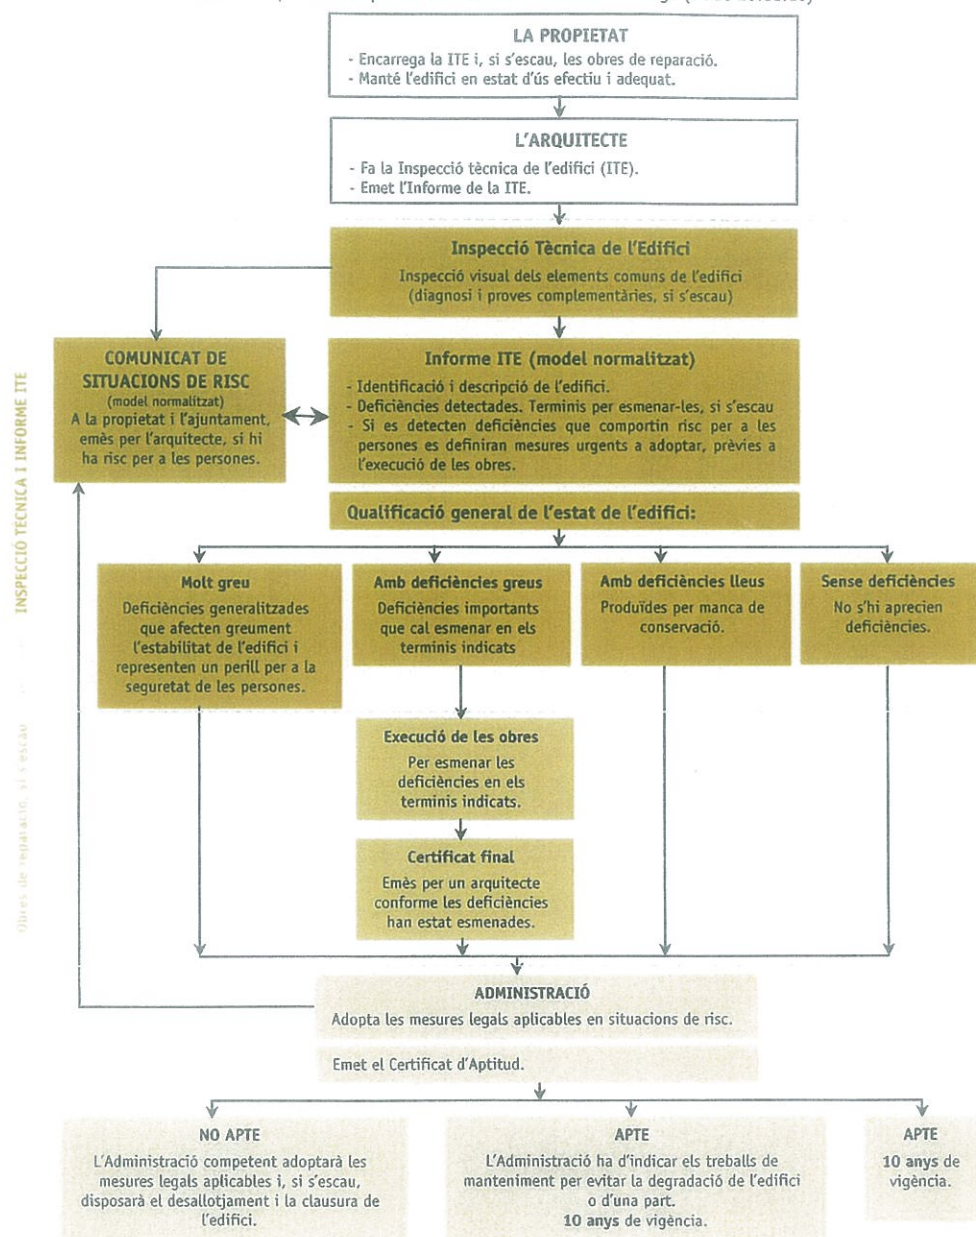 LA PROPIETAT
- Encarrega la ITE i, si s'escau, les obres de reparació.
- Manté l'edifici en estat d'ús efectiu i adequat.
L'ARQUITECTE
- Fa la Inspecció tècnica de l'edifici (ITE).
- Emet l'Informe de la ITE.
Inspecció Tècnica de l'Edifici
Inspecció visual dels elements comuns de l'edifici
(diagnosi i proves complementàries, si s'escau)
COMUNICAT DE
SITUACIONS DE RISC
(model normalitzat)
A la propietat i l'ajuntament,
emès per l'arquitecte, si hi
ha risc per a les persones.
Informe ITE (model normalitzat)
- Identificació i descripció de l'edifici.
- Deficiències detectades. Terminis per esmenar-les, si s'escau
- Si es detecten deficiències que comportin risc per a les
persones es definiran mesures urgents a adoptar, prèvies a
l'execució de les obres.
INSPECCIÓ TÈCNICA I INFORME ITE
Qualificació general de l'estat de l'edifici:
Molt greu
Deficiències generalitzades
que afecten greument
l'estabilitat de l'edifici i
representen un perill per a la
seguretat de les persones.
Amb deficiències greus
Deficiències importants
que cal esmenar en els
terminis indicats
Amb deficiències lleus
Produïdes per manca de
conservació.
Sense deficiències
No s'hi aprecien
deficiències.
Obres de reparació, si s'escau
Execució de les obres
Per esmenar les
deficiències en els
terminis indicats.
Certificat final
Emès per un arquitecte
conforme les deficiències
han estat esmenades.
ADMINISTRACIÓ
Adopta les mesures legals aplicables en situacions de risc.
Emet el Certificat d'Aptitud.
NO APTE
L'Administració competent adoptarà les
mesures legals aplicables i, si s'escau,
disposarà el desallotjament i la clausura de
l'edifici.
APTE
L'Administració ha d'indicar els treballs de
manteniment per evitar la degradació de l'edifici
o d'una part.
10 anys de vigència.
APTE
10 anys de
vigència.